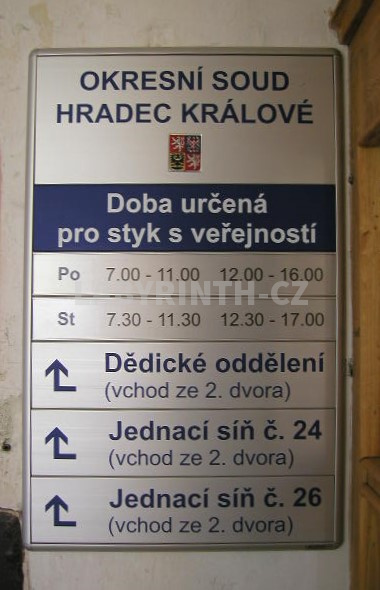 OKRESNÍ SOUD
HRADEC KRÁLOVÉ
Doba určená
pro styk s veřejností
Po 7.00 - 11.00 12.00 - 16.00
LABYRINTH-CZ
St 7.30 - 11.30 12.30 - 17.00
Dědické oddělení
(vchod ze 2. dvora)
Jednací síň č. 24
(vchod ze 2. dvora)
Jednací síň č. 26
(vchod ze 2. dvora)